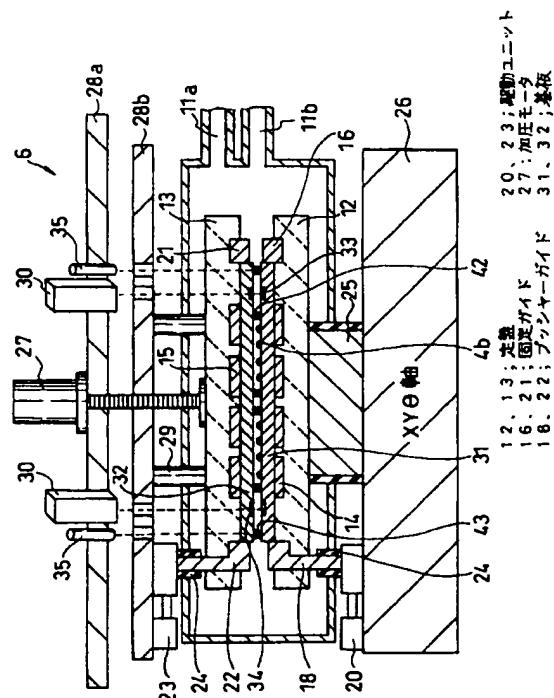 6
28a
28b
11a
11b
35
30
27
30
35
13
21
16
12
33
42
4b
25
15
29
32
31
14
43
24
24
22
34
18
23
20
26
XYθ軸
12、13；定盤
16、21；固定ガイド
18、22；プッシャーガイド
20、23；駆動ユニット
27；加圧モータ
31、32；基板